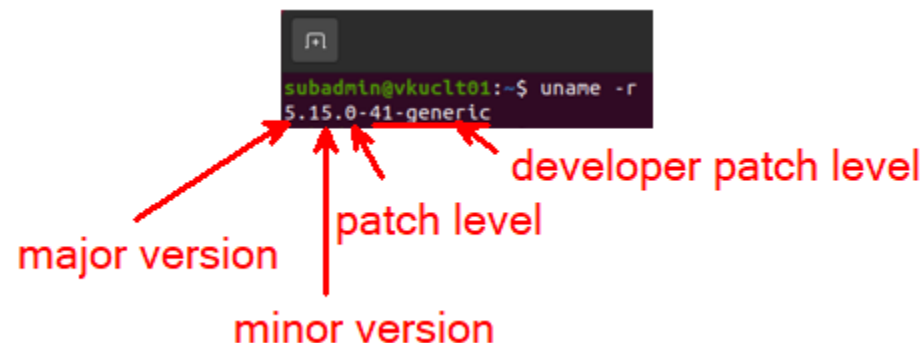 subadmin@vkuclt01:~$ uname -r
5.15.0-41-generic
developer patch level
patch level
major version
minor version